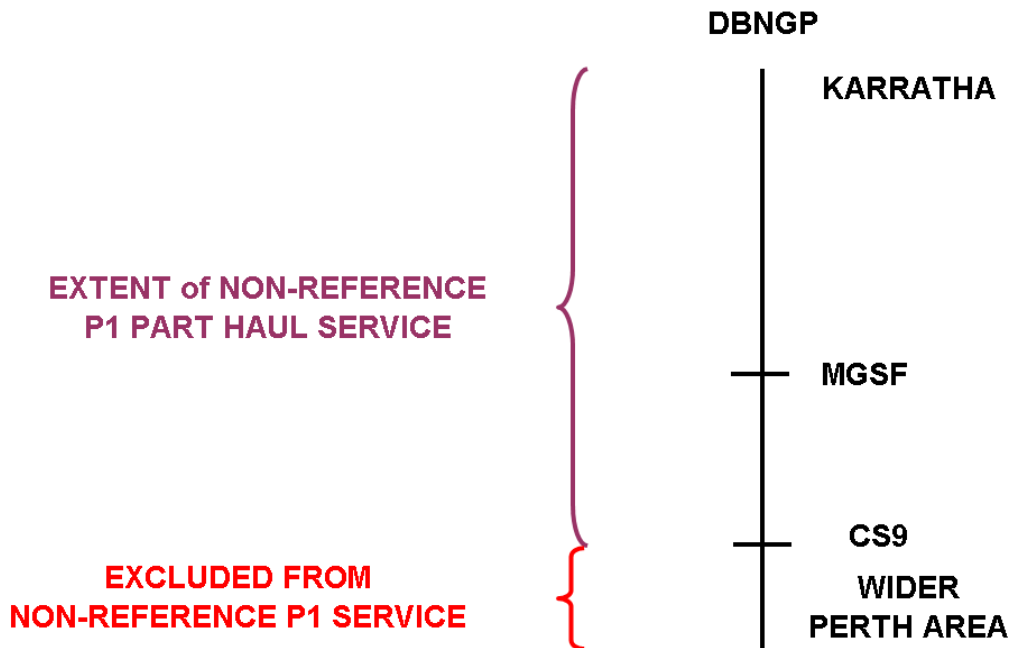 DBNGP
KARRATHA
EXTENT of NON-REFERENCE
P1 PART HAUL SERVICE
MGSF
CS9
EXCLUDED FROM
NON-REFERENCE P1 SERVICE
WIDER
PERTH AREA